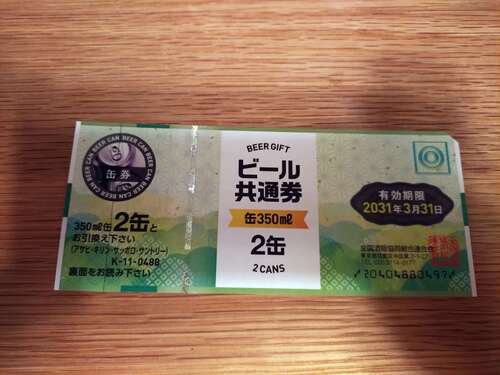 BEER CAN BEER CAN BEER CAN BEER CAN
缶券
350mℓ缶2缶と
お引換え下さい
(アサヒ・キリン・サッポロ・サントリー)
K-11-0488
裏面をお読み下さい
BEER GIFT
ビール
共通券
缶350mℓ
2缶
2 CANS
有効期限
2031年3月31日
全国酒販協同組合連合会